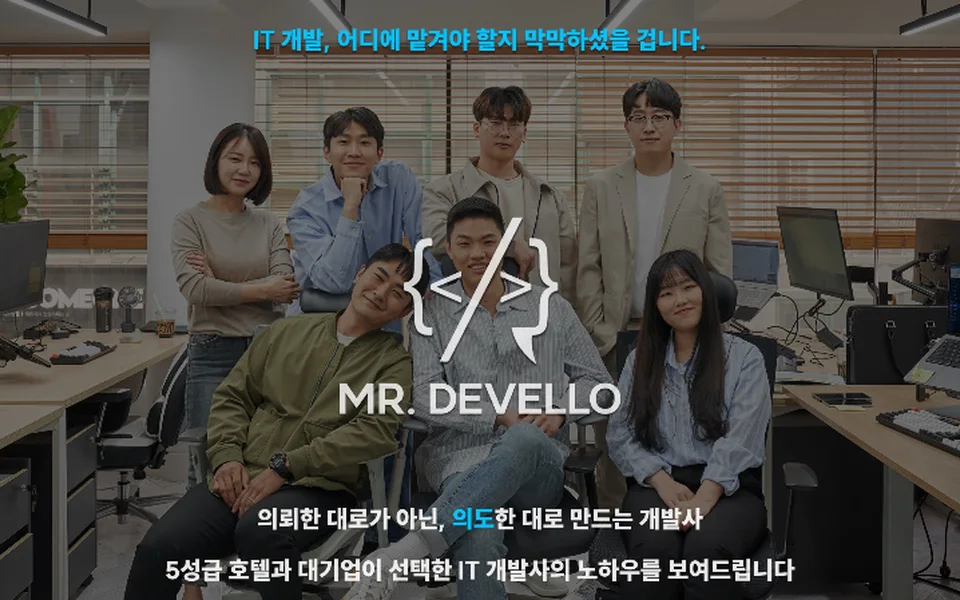 IT 개발, 어디에 맡겨야 할지 막막하셨을 겁니다.
{</>}
MR. DEVELLO
의뢰한 대로가 아닌, 의도한 대로 만드는 개발사
5성급 호텔과 대기업이 선택한 IT 개발사의 노하우를 보여드립니다